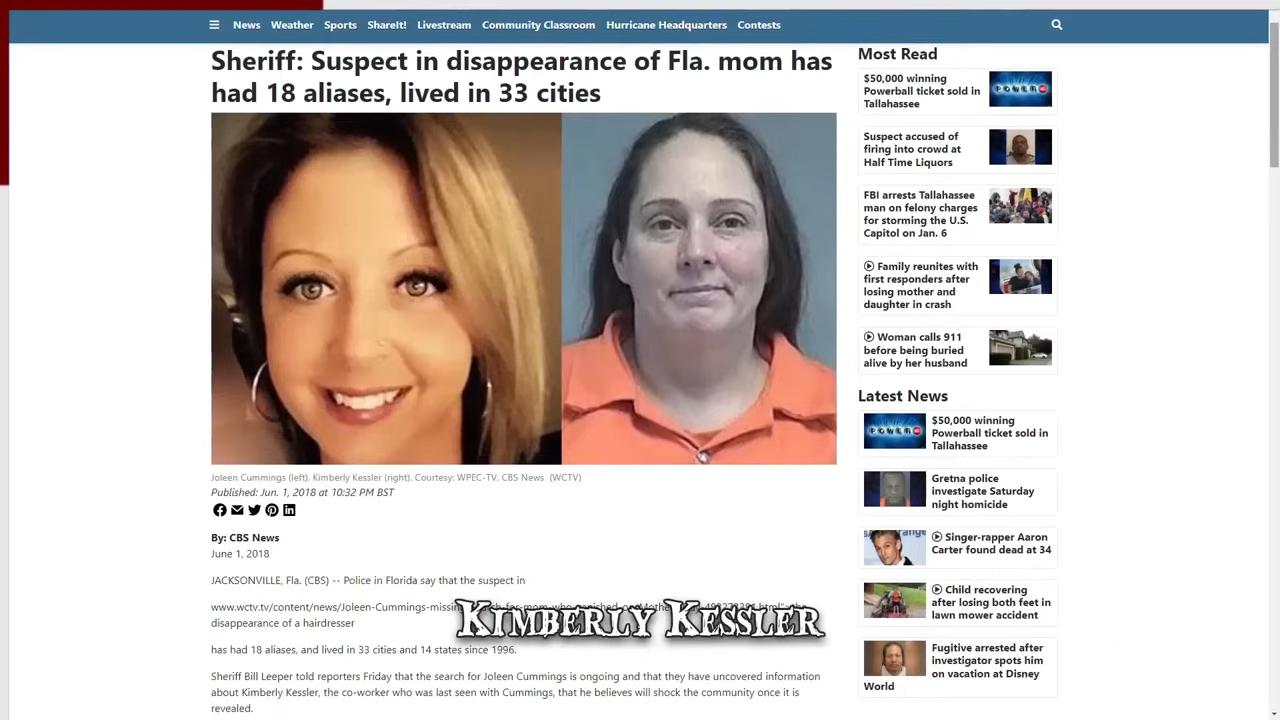 News Weather Sports ShareIt! Livestream Community Classroom Hurricane Headquarters Contests
Sheriff: Suspect in disappearance of Fla. mom has
had 18 aliases, lived in 33 cities
Joleen Cummings (left), Kimberly Kessler (right). Courtesy: WPEC-TV, CBS News (WCTV)
Published: Jun. 1, 2018 at 10:32 PM BST
By: CBS News
June 1, 2018
JACKSONVILLE, Fla. (CBS) -- Police in Florida say that the suspect in
www.wctv.tv/content/news/Joleen-Cummings-missin
disappearance of a hairdresser
KIMBERLY KESSLER
has had 18 aliases, and lived in 33 cities and 14 states since 1996.
Sheriff Bill Leeper told reporters Friday that the search for Joleen Cummings is ongoing and that they have uncovered information
about Kimberly Kessler, the co-worker who was last seen with Cummings, that he believes will shock the community once it is
revealed.
Most Read
$50,000 winning
Powerball ticket sold in
Tallahassee
Suspect accused of
firing into crowd at
Half Time Liquors
FBI arrests Tallahassee
man on felony charges
for storming the U.S.
Capitol on Jan. 6
Family reunites with
first responders after
losing mother and
daughter in crash
Woman calls 911
before being buried
alive by her husband
Latest News
$50,000 winning
Powerball ticket sold in
Tallahassee
Gretna police
investigate Saturday
night homicide
Singer-rapper Aaron
Carter found dead at 34
Child recovering
after losing both feet in
lawn mower accident
Fugitive arrested after
investigator spots him
on vacation at Disney
World